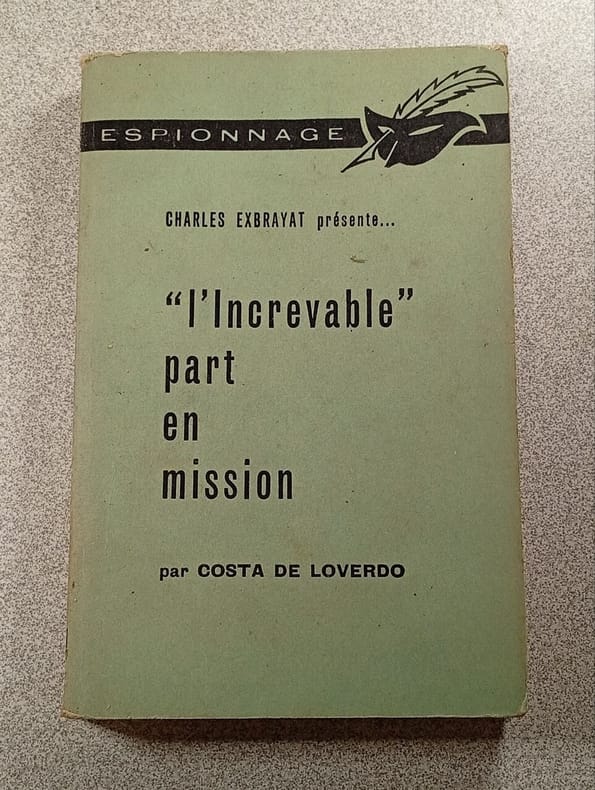 ESPIONNAGE
CHARLES EXBRAYAT présente...
“l'Increvable”
part
en
mission
par COSTA DE LOVERDO